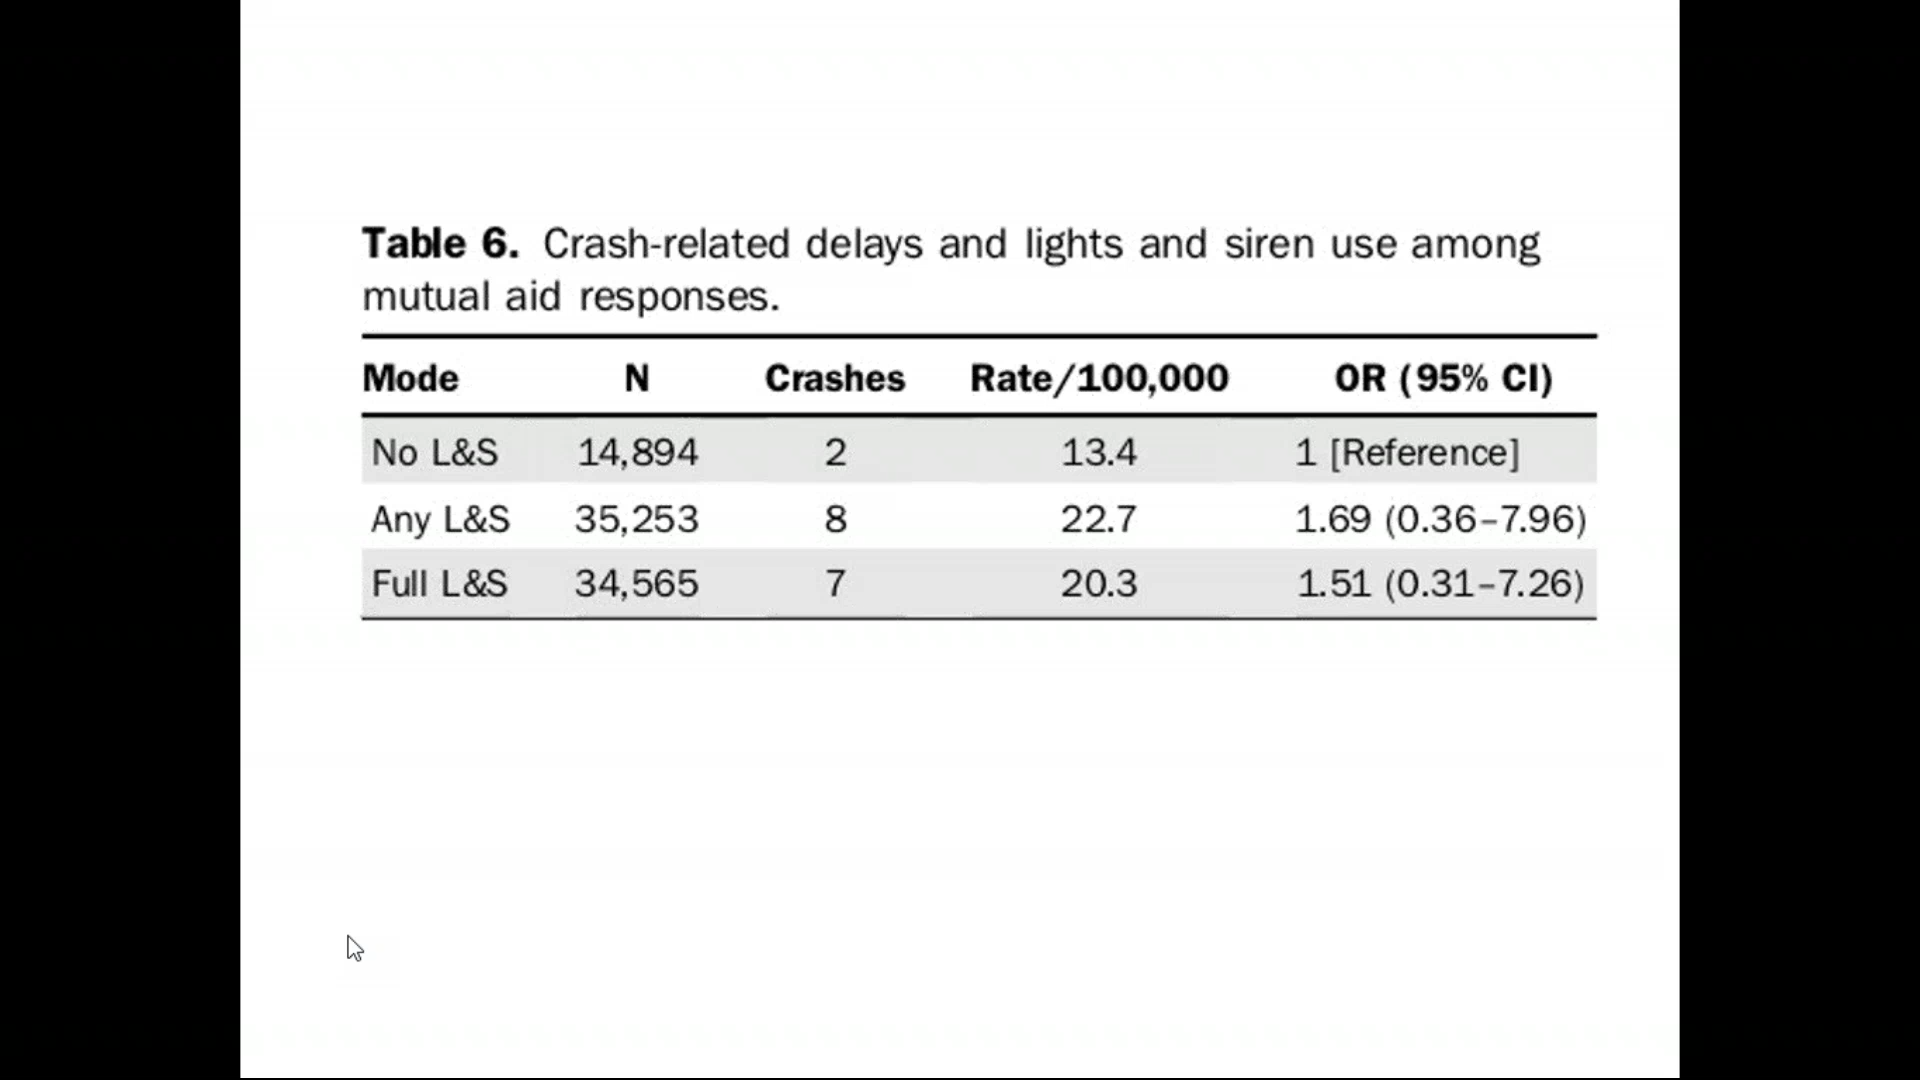 Table 6. Crash-related delays and lights and siren use among
mutual aid responses.
Mode N Crashes Rate/100,000 OR (95% CI)
No L&S 14,894 2 13.4 1 [Reference]
Any L&S 35,253 8 22.7 1.69 (0.36–7.96)
Full L&S 34,565 7 20.3 1.51 (0.31–7.26)